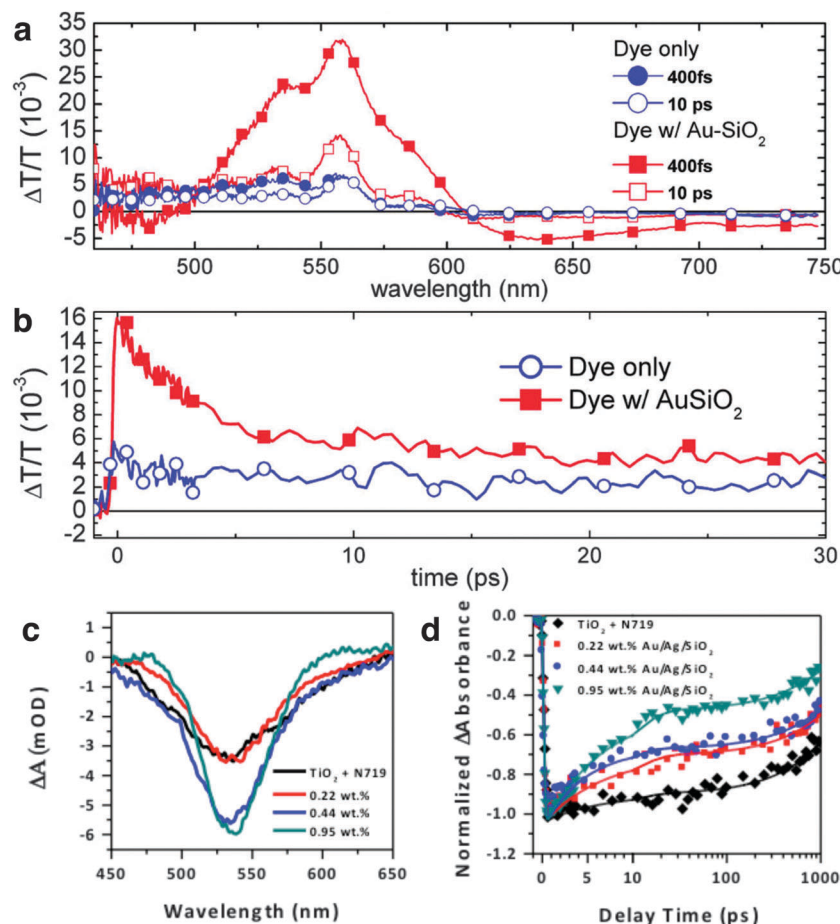 a
35
30
25
20
15
10
5
0
-5
ΔT/T (10⁻³)
Dye only
400fs
10 ps
Dye w/ Au-SiO₂
400fs
10 ps
500 550 600 650 700 750
wavelength (nm)
b
16
14
12
10
8
6
4
2
0
-2
ΔT/T (10⁻³)
Dye only
Dye w/ AuSiO₂
0 10 20 30
time (ps)
c
1
0
-1
-2
-3
-4
-5
-6
ΔA (mOD)
TiO₂ + N719
0.22 wt.%
0.44 wt.%
0.95 wt.%
450 500 550 600 650
Wavelength (nm)
d
0.0
-0.2
-0.4
-0.6
-0.8
-1.0
-1.2
Normalized ΔAbsorbance
TiO₂ + N719
0.22 wt.% Au/Ag/SiO₂
0.44 wt.% Au/Ag/SiO₂
0.95 wt.% Au/Ag/SiO₂
0 5 10 100 1000
Delay Time (ps)